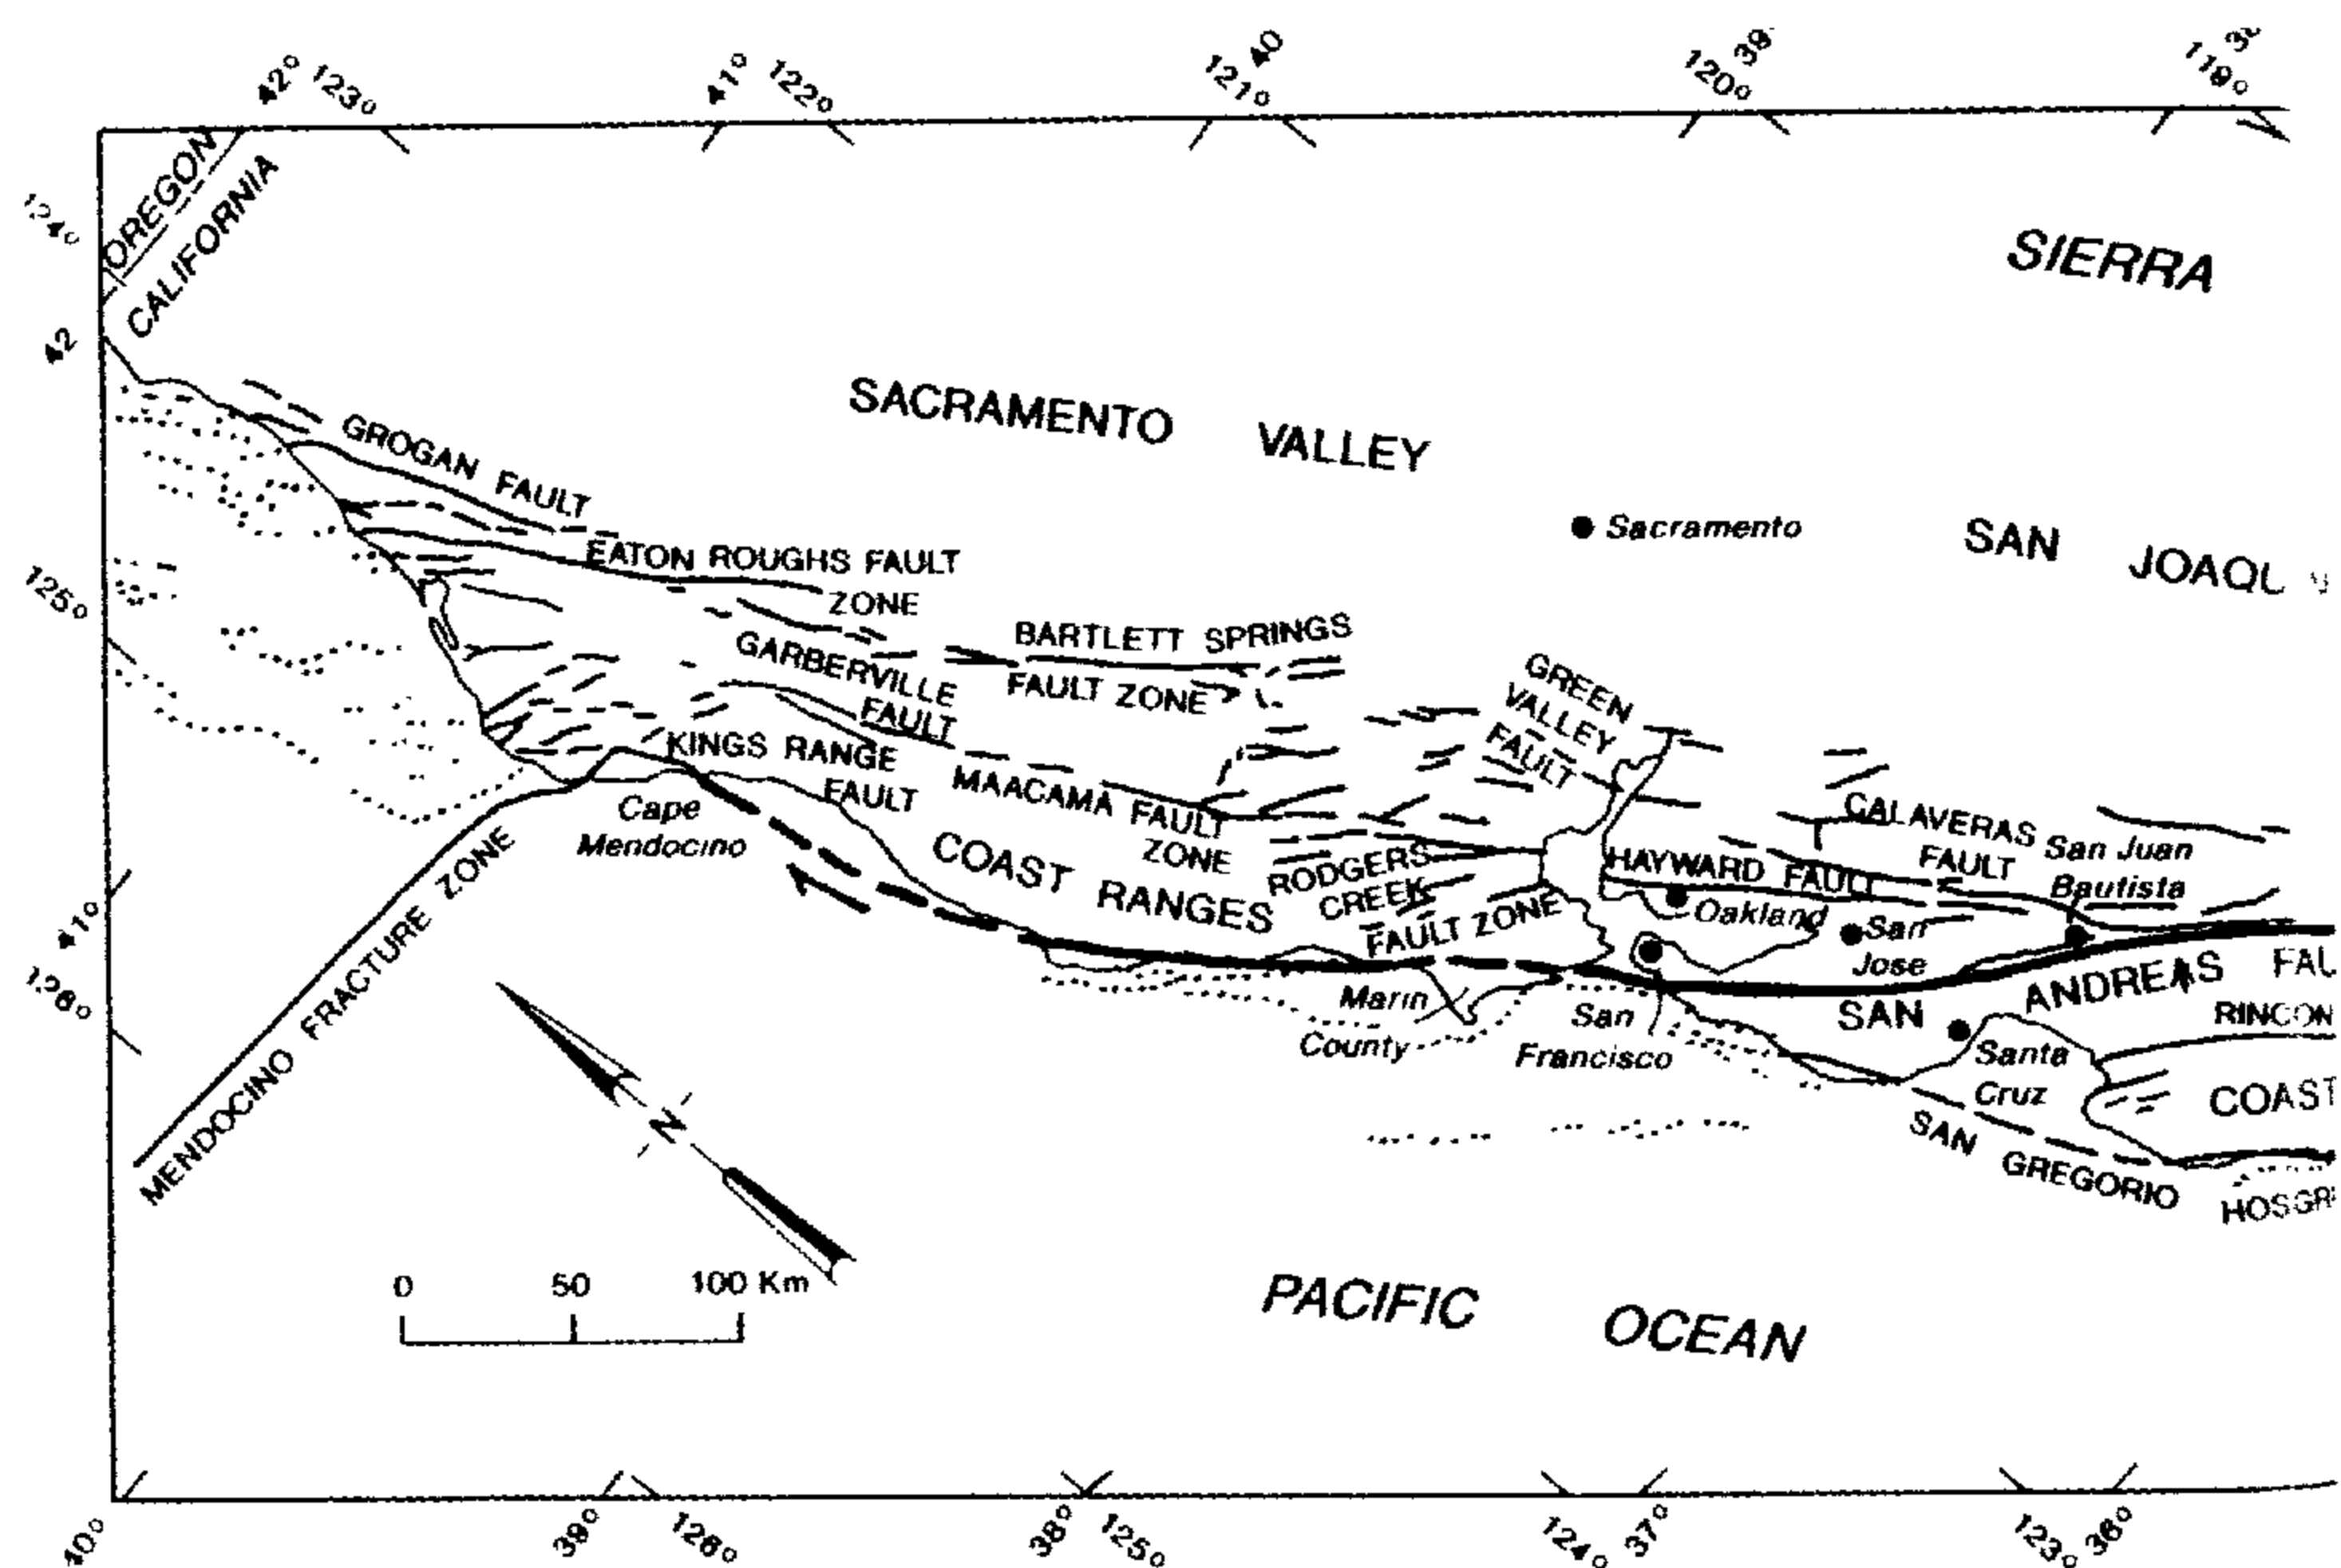 42° 123°
41° 122°
40
121°
39
120°
119°
124°
OREGON
CALIFORNIA
42
SIERRA
SACRAMENTO VALLEY
Sacramento
SAN
GROGAN FAULT
EATON ROUGHS FAULT
ZONE
125°
BARTLETT SPRINGS
FAULT ZONE
GARBERVILLE
FAULT
GREEN
VALLEY
FAULT
KINGS RANGE
FAULT
MAACAMA FAULT
ZONE
Cape
Mendocino
COAST RANGES
RODGERS
CREEK
FAULT ZONE
CALAVERAS
FAULT
San Juan
Bautista
HAYWARD FAULT
Oakland
San
Jose
41°
126°
MENDOCINO FRACTURE ZONE
Marin
County
San
Francisco
SAN ANDREAS FAU
RINCON
Santa
Cruz
COAST
SAN GREGORIO
HOSGR
N
0 50 100 Km
PACIFIC OCEAN
40°
39°
126°
38°
125°
124°
37°
123°
36°